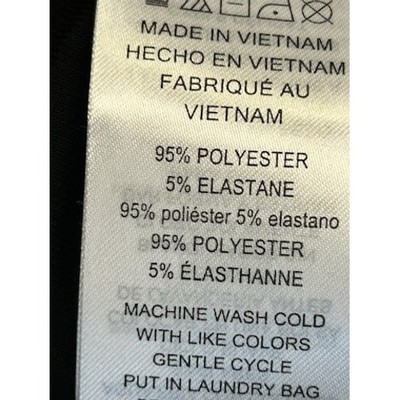 MADE IN VIETNAM
HECHO EN VIETNAM
FABRIQUÉ AU
VIETNAM
95% POLYESTER
5% ELASTANE
95% poliéster 5% elastano
95% POLYESTER
5% ÉLASTHANNE
MACHINE WASH COLD
WITH LIKE COLORS
GENTLE CYCLE
PUT IN LAUNDRY BAG